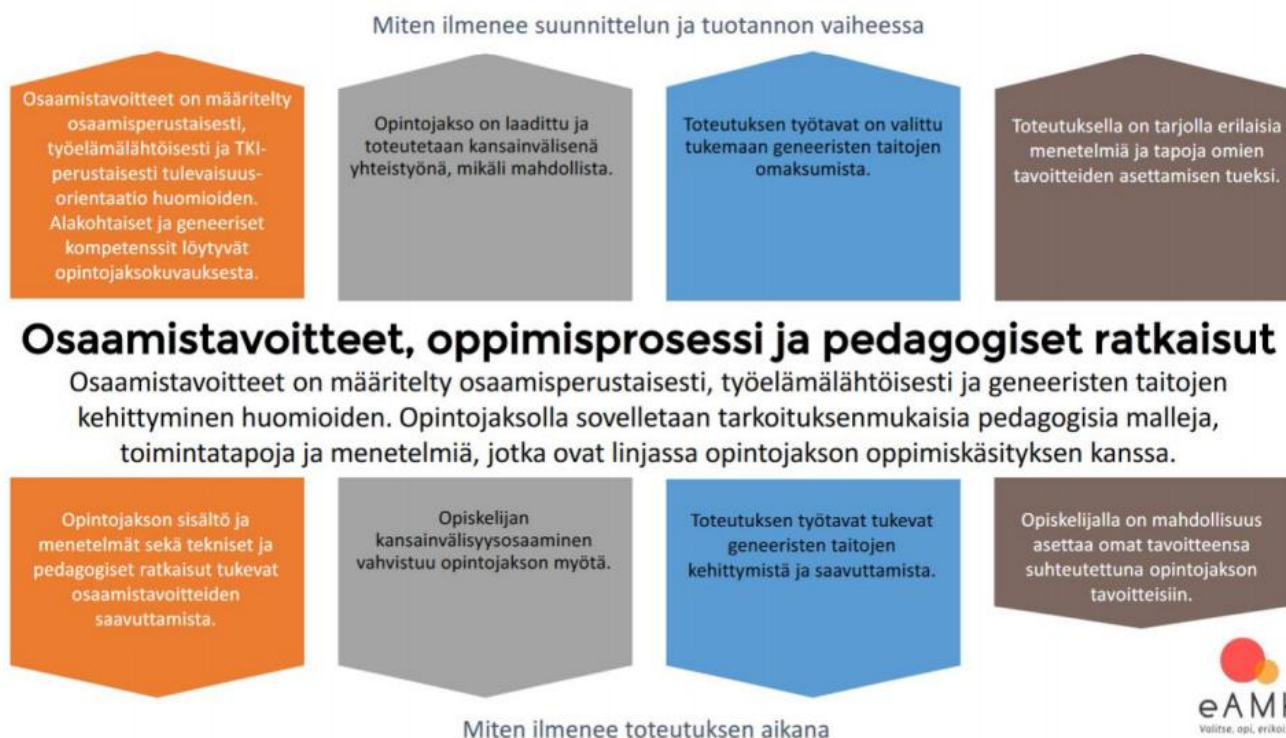 Miten ilmenee suunnittelun ja tuotannon vaiheessa
Osaamistavoitteet on määritelty
osaamisperustaisesti,
työelämälähtöisesti ja TKI-
perustaisesti tulevaisuus-
orientaatio huomioiden.
Alakohtaiset ja geneeriset
kompetenssit löytyvät
opintojaksokuvauksesta.
Opintojakso on laadittu ja
toteutetaan kansainvälisenä
yhteistyönä, mikäli mahdollista.
Toteutuksen työtavat on valittu
tukemaan geneeristen taitojen
omaksumista.
Toteutuksella on tarjolla erilaisia
menetelmiä ja tapoja omien
tavoitteiden asettamisen tueksi.
Osaamistavoitteet, oppimisprosessi ja pedagogiset ratkaisut
Osaamistavoitteet on määritelty osaamisperustaisesti, työelämälähtöisesti ja geneeristen taitojen
kehittyminen huomioiden. Opintojaksolla sovelletaan tarkoituksenmukaisia pedagogisia malleja,
toimintatapoja ja menetelmiä, jotka ovat linjassa opintojakson oppimiskäsityksen kanssa.
Opintojakson sisältö ja
menetelmät sekä tekniset ja
pedagogiset ratkaisut tukevat
osaamistavoitteiden
saavuttamista.
Opiskelijan
kansainvälisyysosaaminen
vahvistuu opintojakson myötä.
Toteutuksen työtavat tukevat
geneeristen taitojen
kehittymistä ja saavuttamista.
Opiskelijalla on mahdollisuus
asettaa omat tavoitteensa
suhteutettuna opintojakson
tavoitteisiin.
Miten ilmenee toteutuksen aikana
Valitse, opi,